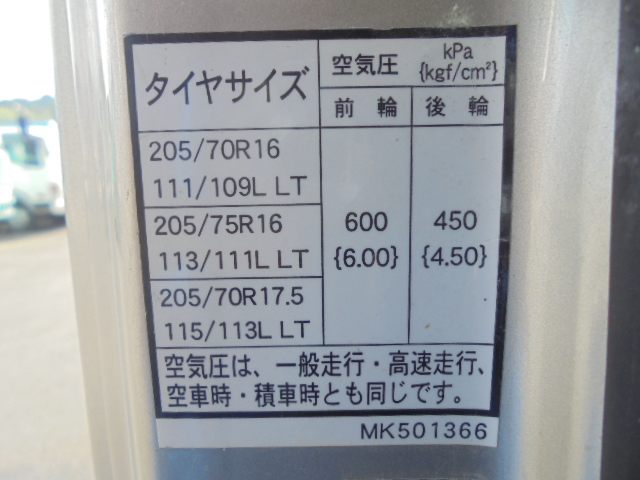 タイヤサイズ
空気圧 kPa
{kgf/cm²}
前輪 後輪
205/70R16
111/109L LT
205/75R16
113/111L LT
205/70R17.5
115/113L LT
600 450
{6.00} {4.50}
空気圧は、一般走行・高速走行、
空車時・積車時とも同じです。
MK501366